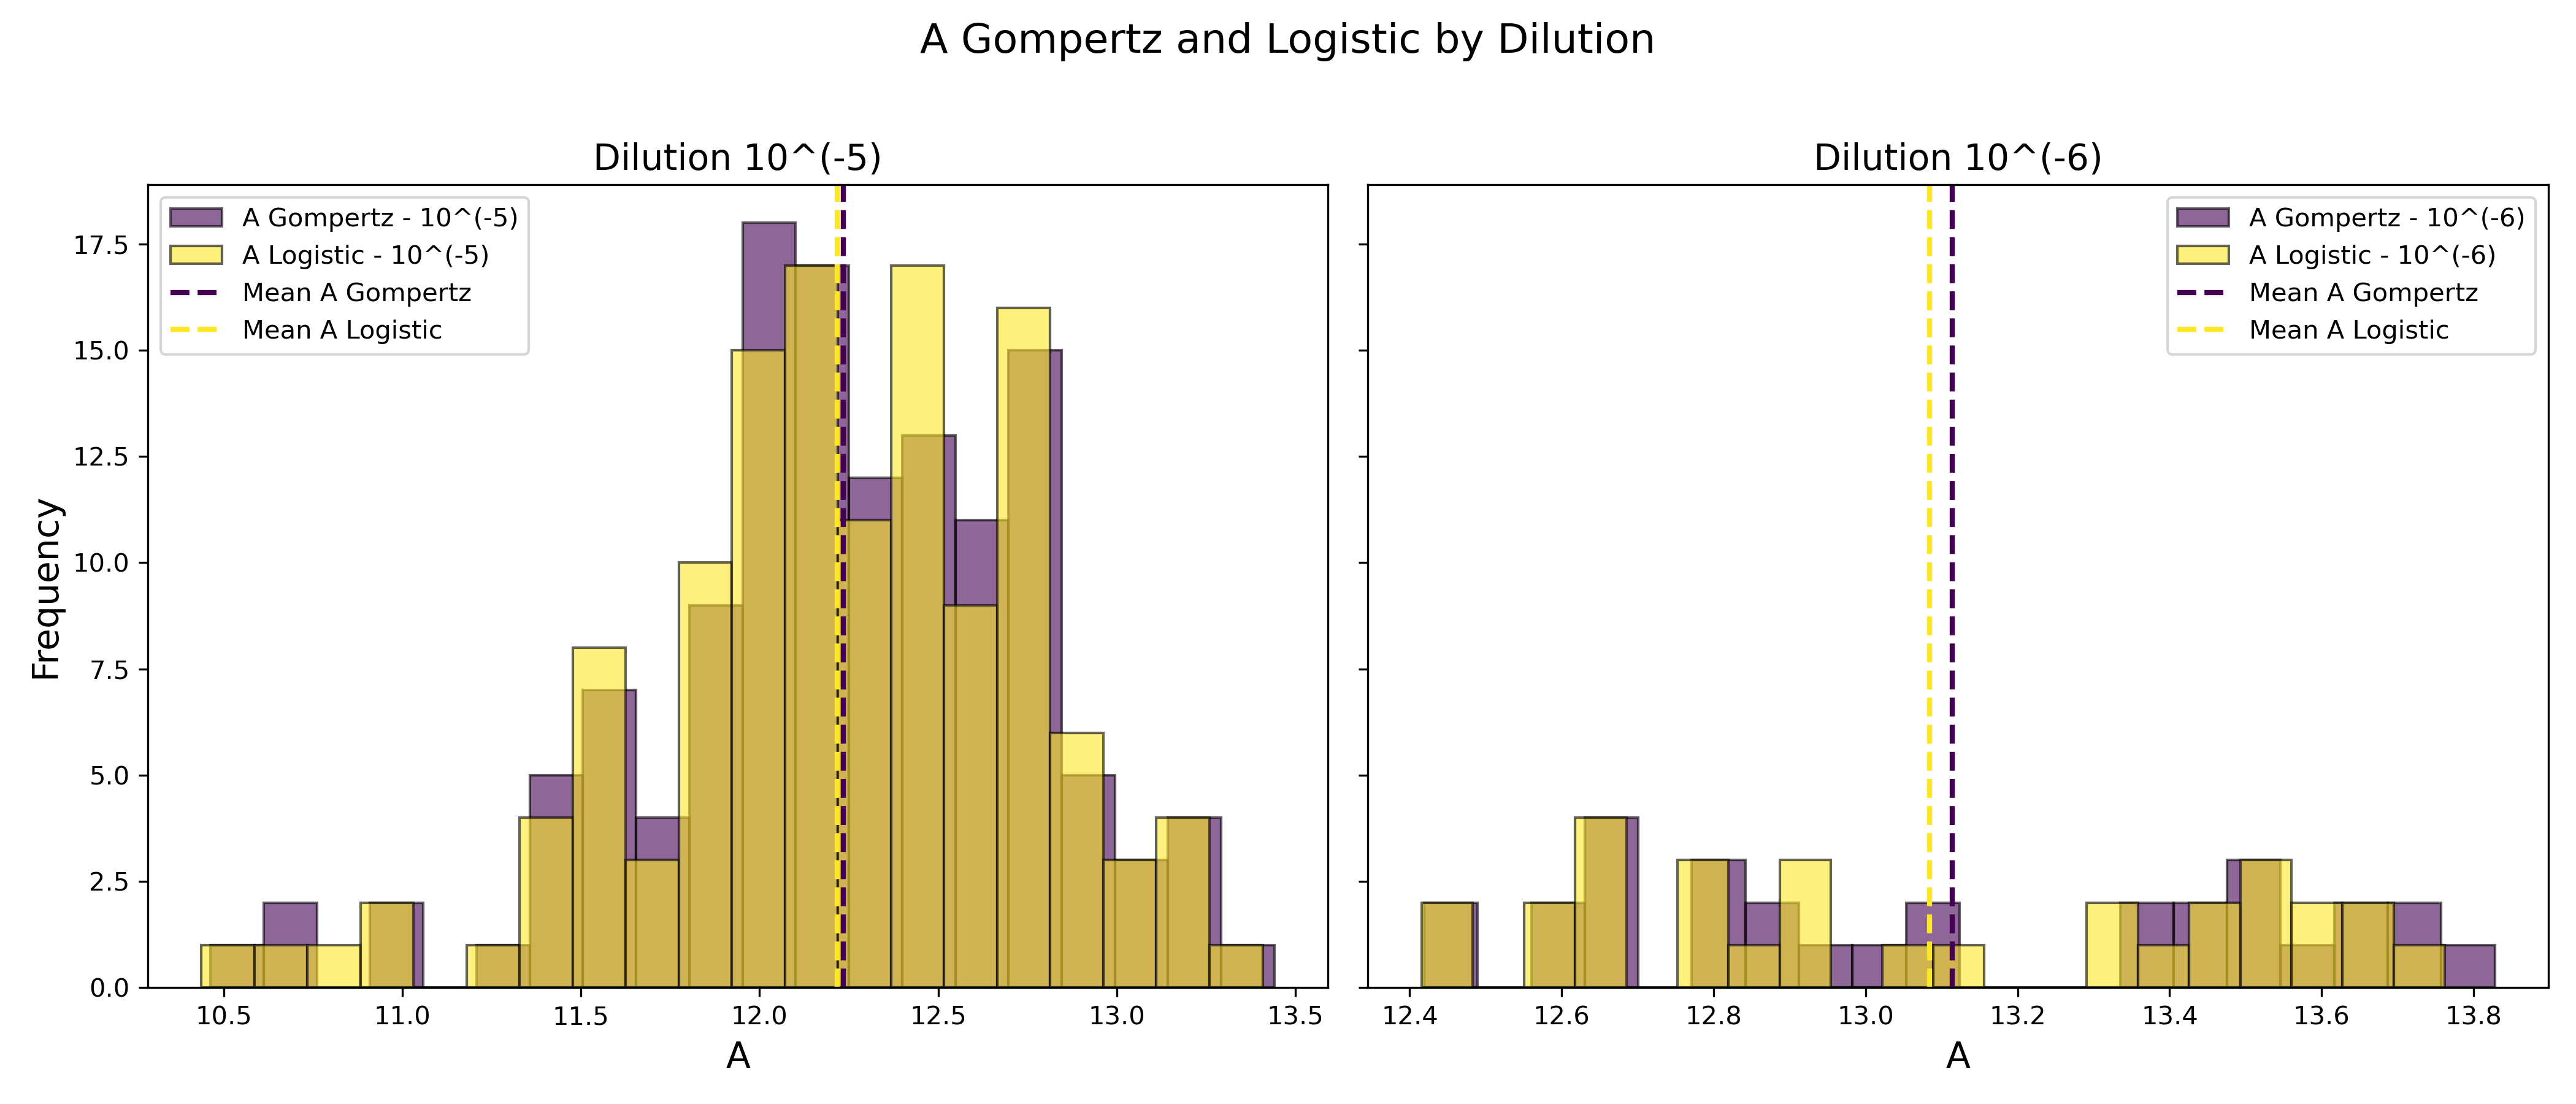 A Gompertz and Logistic by Dilution
Dilution 10^(-5)
A Gompertz - 10^(-5)
A Logistic - 10^(-5)
Mean A Gompertz
Mean A Logistic
17.5
15.0
12.5
10.0
7.5
5.0
2.5
0.0
Frequency
10.5 11.0 11.5 12.0 12.5 13.0 13.5
A
Dilution 10^(-6)
A Gompertz - 10^(-6)
A Logistic - 10^(-6)
Mean A Gompertz
Mean A Logistic
12.4 12.6 12.8 13.0 13.2 13.4 13.6 13.8
A